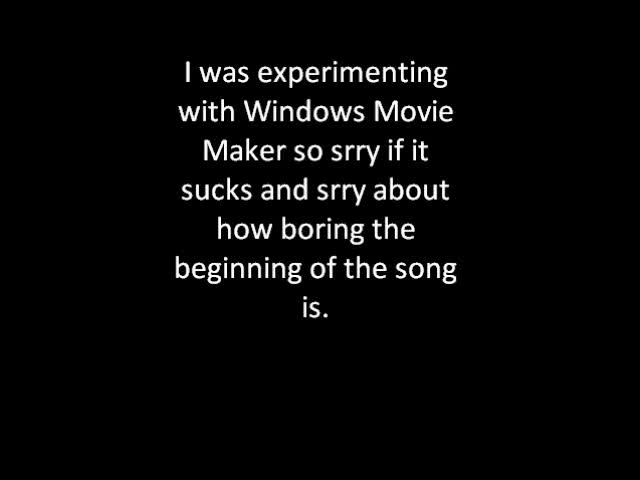 I was experimenting
with Windows Movie
Maker so srry if it
sucks and srry about
how boring the
beginning of the song
is.